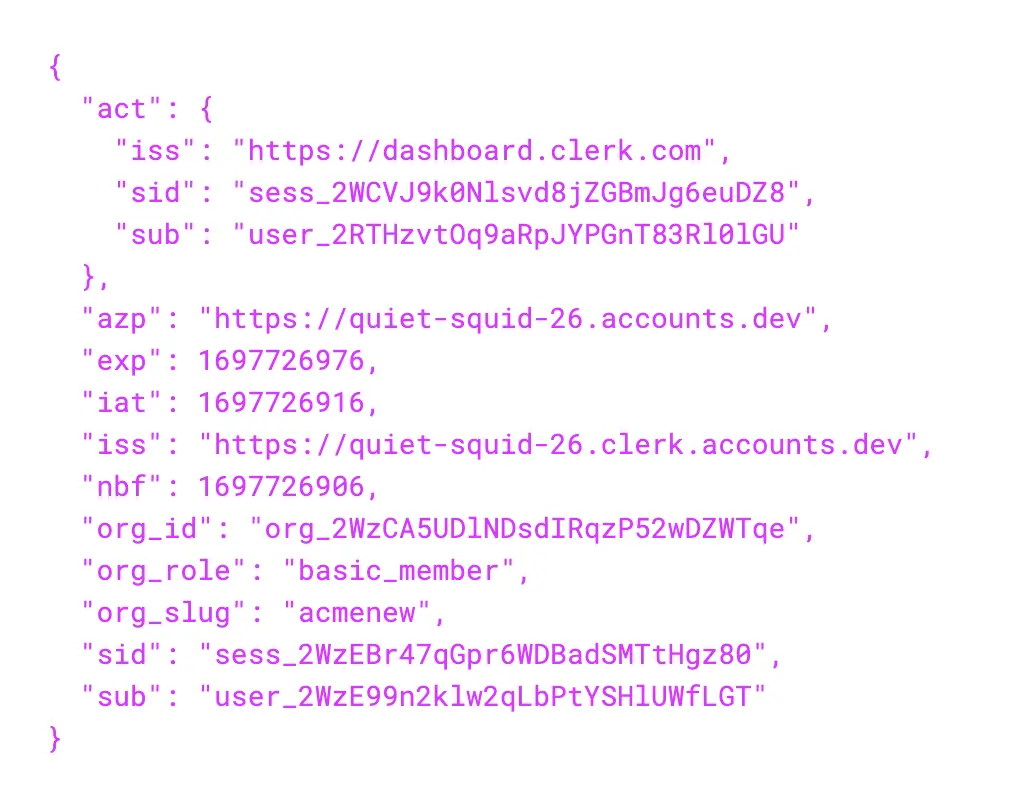 {
  "act": {
    "iss": "https://dashboard.clerk.com",
    "sid": "sess_2WCVJ9k0Nlsvd8jZGBmJg6euDZ8",
    "sub": "user_2RTHzvtOq9aRpJYPGnT83Rl0lGU"
  },
  "azp": "https://quiet-squid-26.accounts.dev",
  "exp": 1697726976,
  "iat": 1697726916,
  "iss": "https://quiet-squid-26.clerk.accounts.dev",
  "nbf": 1697726906,
  "org_id": "org_2WzCA5UDlNDsdIRqzP52wDZWTqe",
  "org_role": "basic_member",
  "org_slug": "acmenew",
  "sid": "sess_2WzEBr47qGpr6WDBadSMTtHgz80",
  "sub": "user_2WzE99n2klw2qLbPtYSHlUWfLGT"
}